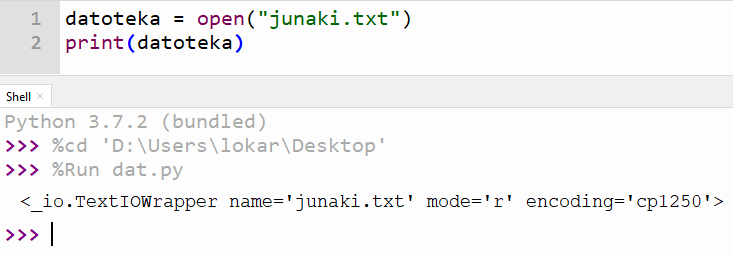 1 datoteka = open("junaki.txt")
2 print(datoteka)
Shell ×
Python 3.7.2 (bundled)
>>> %cd 'D:\Users\lokar\Desktop'
>>> %Run dat.py
<_io.TextIOWrapper name='junaki.txt' mode='r' encoding='cp1250'>
>>>